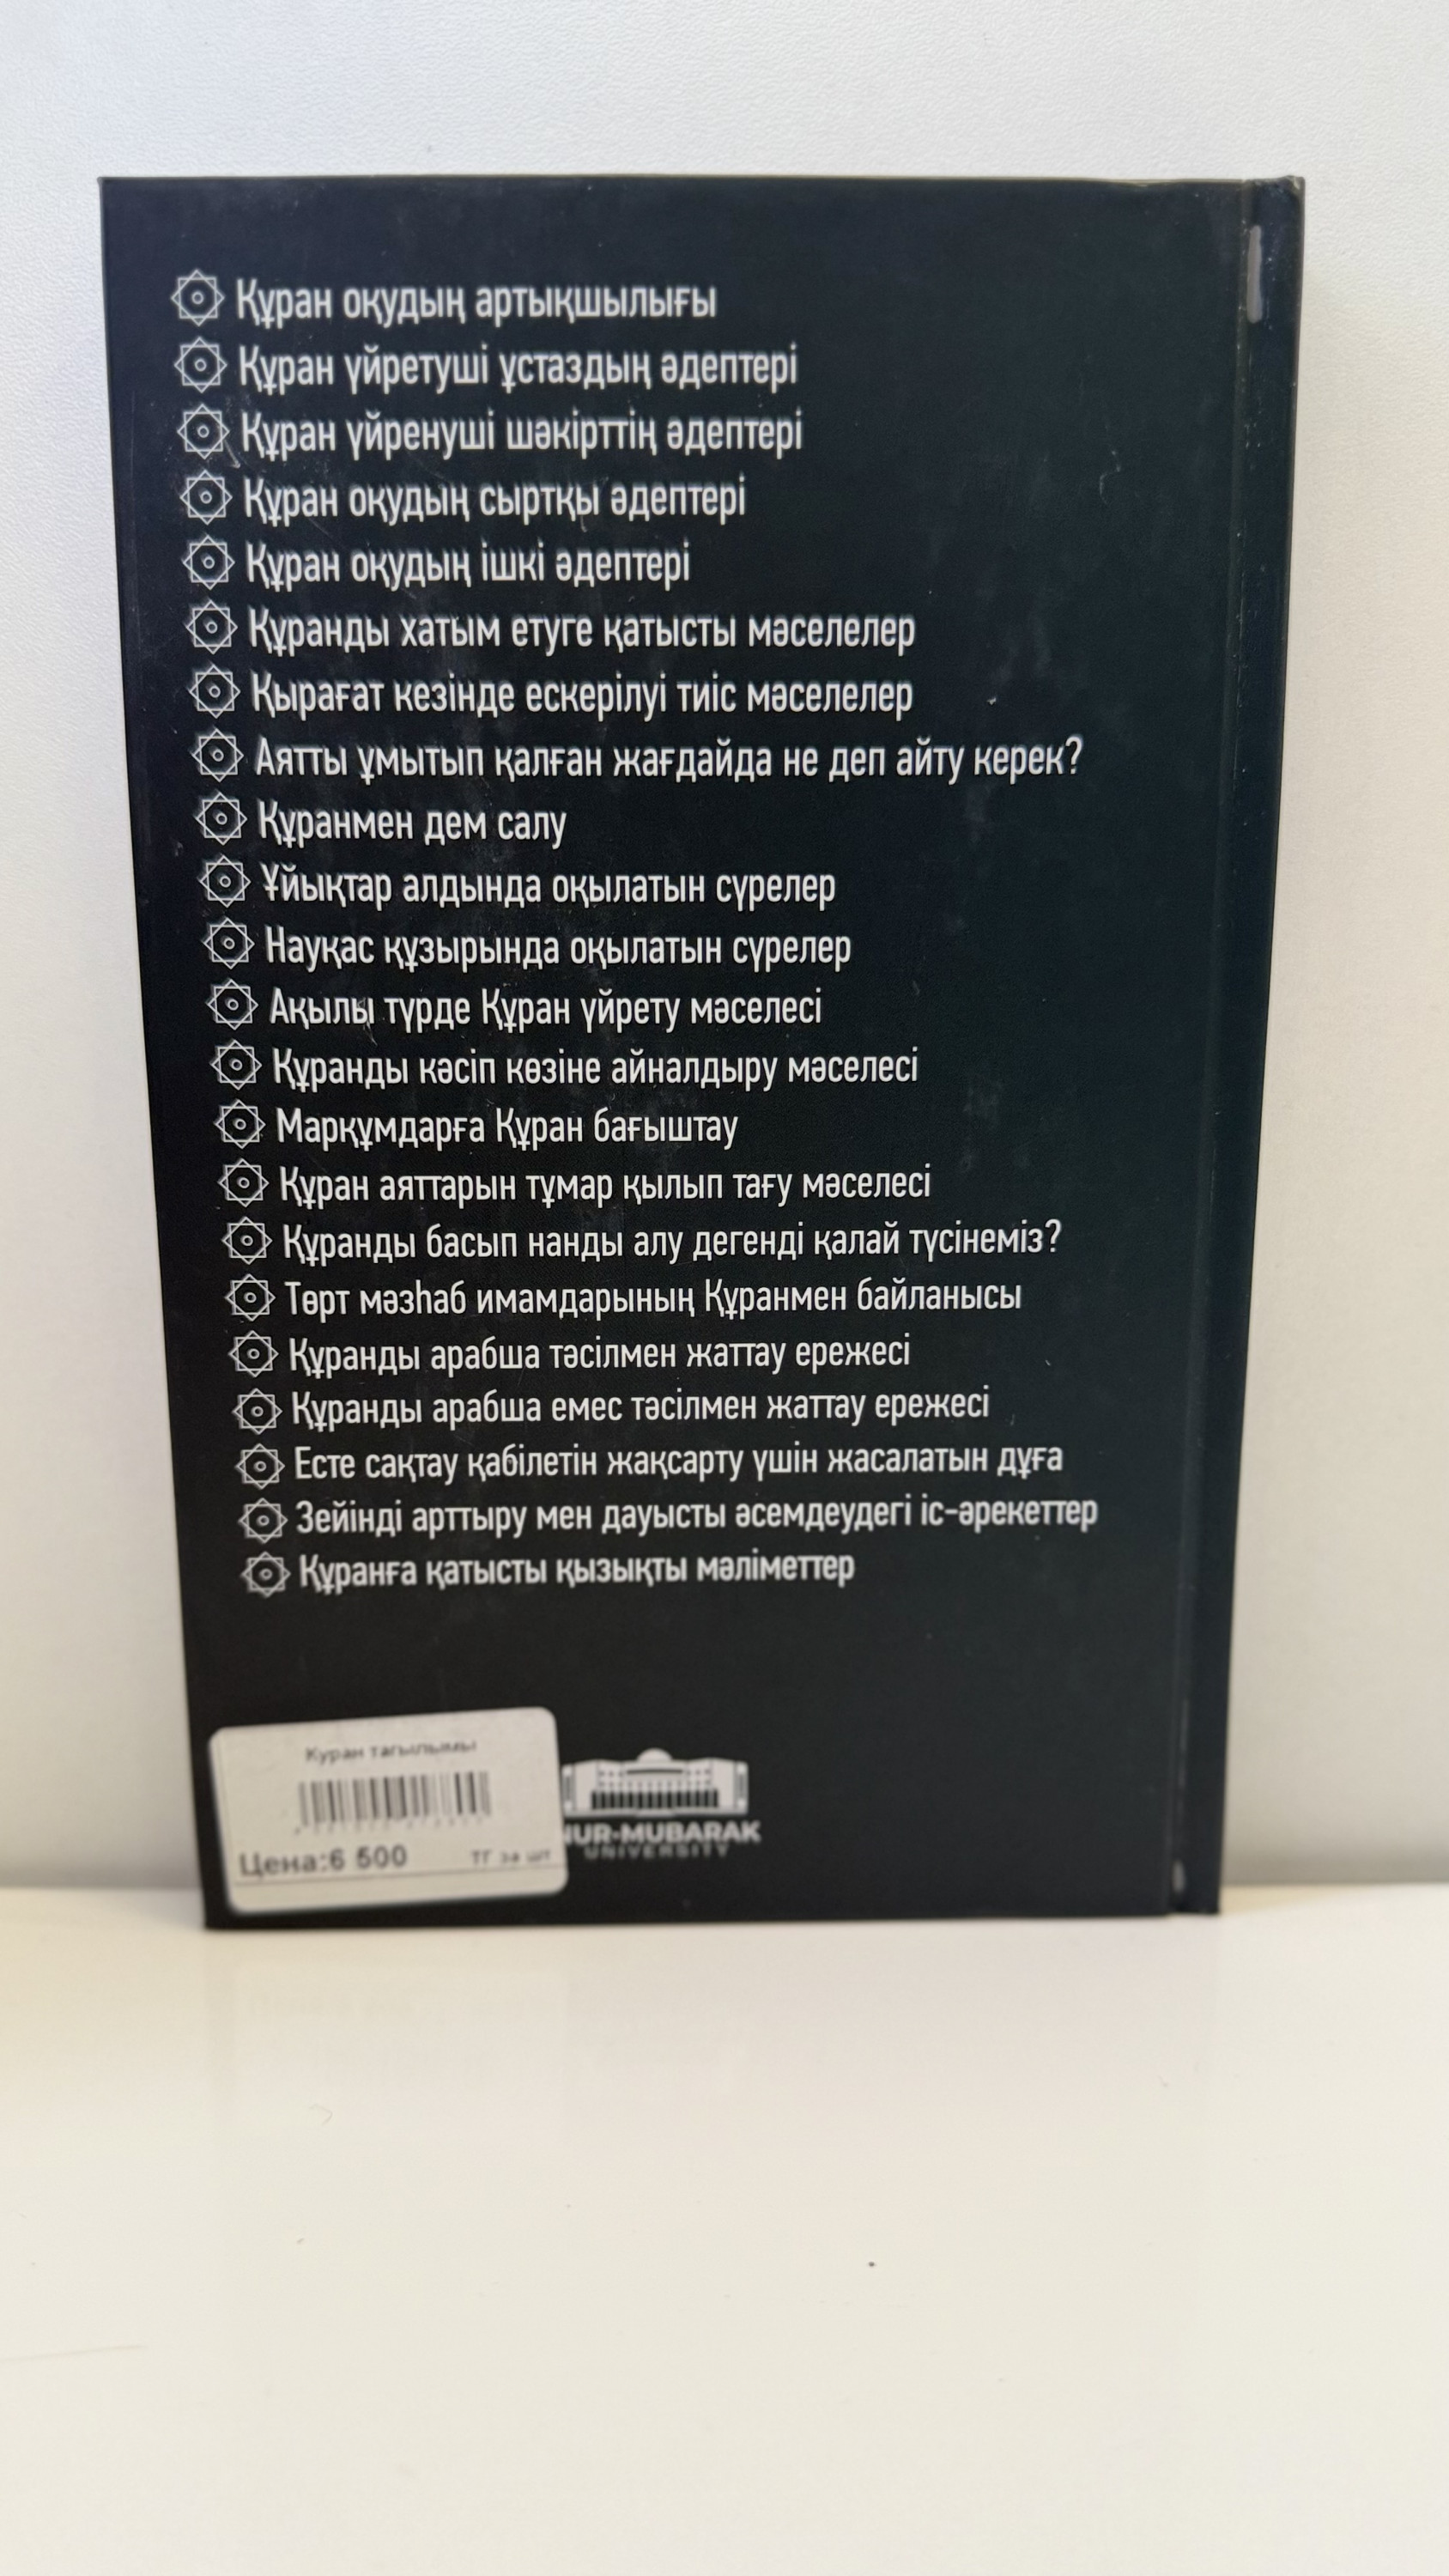 Құран оқудың артықшылығы
Құран үйретуші ұстаздың әдептері
Құран үйренуші шәкірттің әдептері
Құран оқудың сыртқы әдептері
Құран оқудың ішкі әдептері
Құранды хатым етуге қатысты мәселелер
Қырағат кезінде ескерілуі тиіс мәселелер
Аятты ұмытып қалған жағдайда не деп айту керек?
Құранмен дем салу
Ұйықтар алдында оқылатын сүрелер
Науқас құзырында оқылатын сүрелер
Ақылы түрде Құран үйрету мәселесі
Құранды кәсіп көзіне айналдыру мәселесі
Марқұмдарға Құран бағыштау
Құран аяттарын тұмар қылып тағу мәселесі
Құранды басып нанды алу дегенді қалай түсінеміз?
Төрт мәзһаб имамдарының Құранмен байланысы
Құранды арабша тәсілмен жаттау ережесі
Құранды арабша емес тәсілмен жаттау ережесі
Есте сақтау қабілетін жақсарту үшін жасалатын дұға
Зейінді арттыру мен дауысты әсемдеудегі іс-әрекеттер
Құранға қатысты қызықты мәліметтер
Куран тагылымы
Цена:6 500 ТГ за шт
NUR-MUBARAK
UNIVERSITY